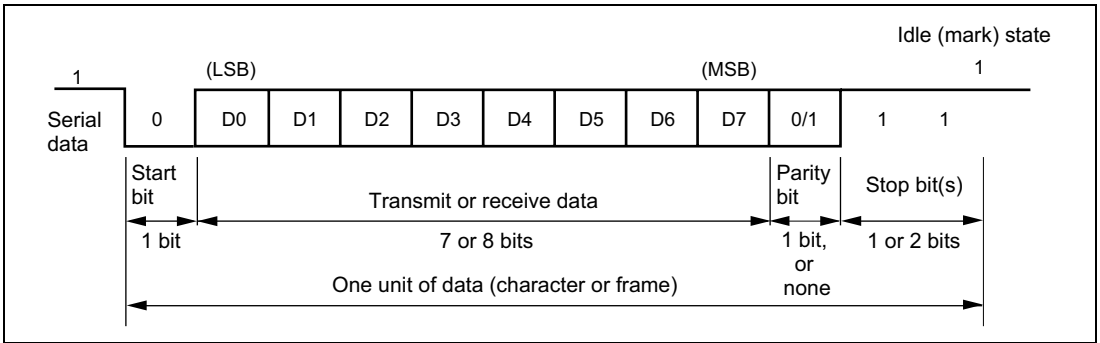 Idle (mark) state
1 (LSB) (MSB) 1
Serial data
0 D0 D1 D2 D3 D4 D5 D6 D7 0/1 1 1
Start bit
Transmit or receive data
Parity bit
Stop bit(s)
1 bit
7 or 8 bits
1 bit, or none
1 or 2 bits
One unit of data (character or frame)